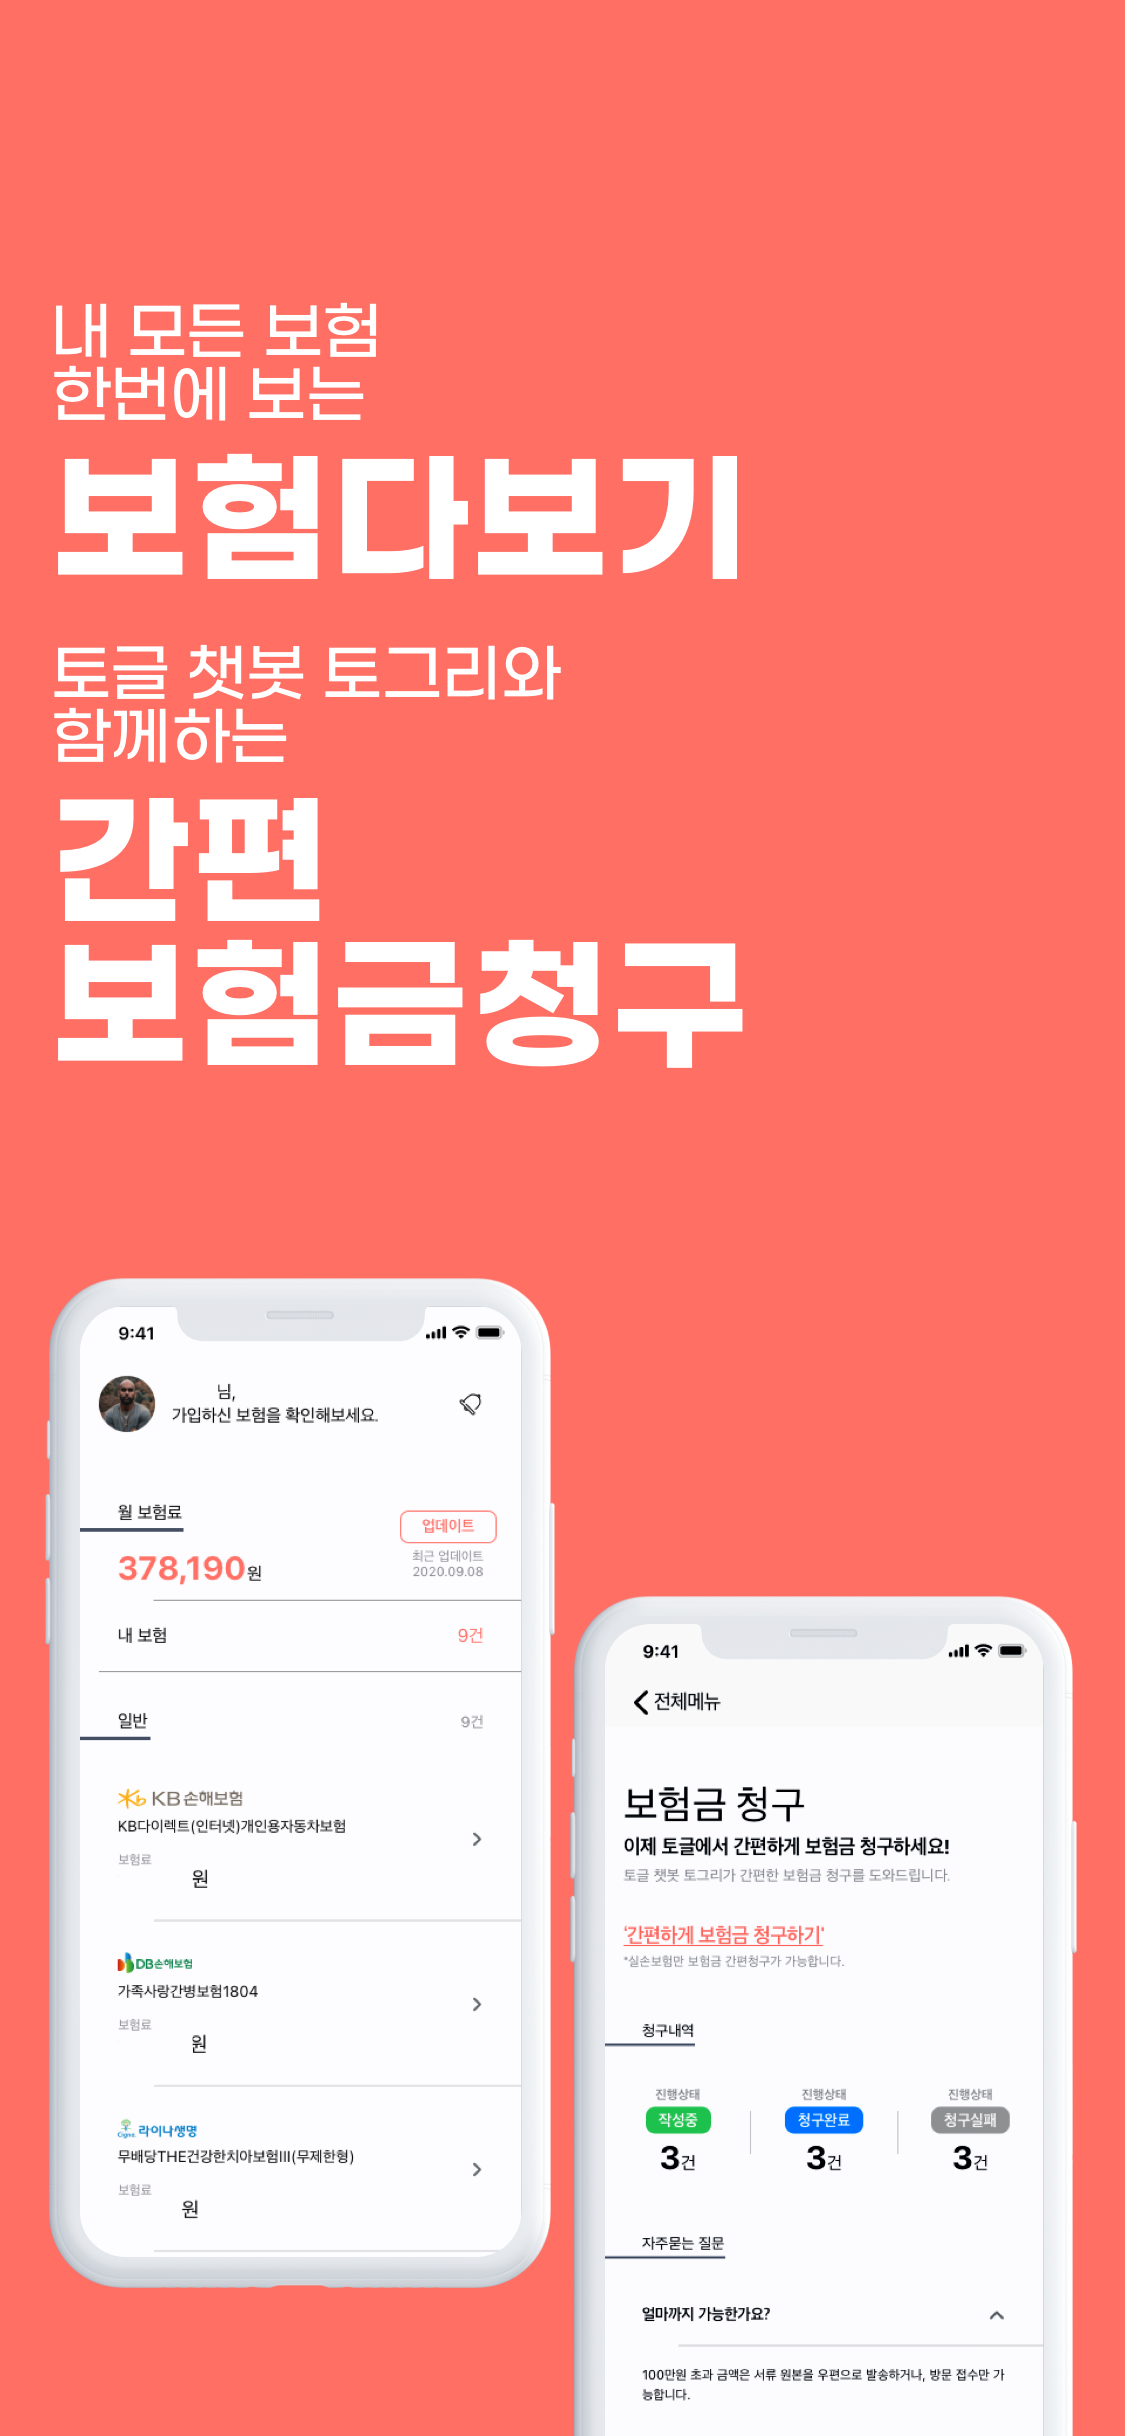 내 모든 보험
한번에 보는
보험다보기
토글 챗봇 토그리와
함께하는
간편
보험금청구
9:41
님,
가입하신 보험을 확인해보세요.
월 보험료
업데이트
378,190원
최근 업데이트
2020.09.08
내 보험
9건
일반
9건
KB손해보험
KB다이렉트(인터넷)개인용자동차보험
보험료
원
DB손해보험
가족사랑간병보험1804
보험료
원
Cigna. 라이나생명
무배당THE건강한치아보험III(무제한형)
보험료
원
9:41
전체메뉴
보험금 청구
이제 토글에서 간편하게 보험금 청구하세요!
토글 챗봇 토그리가 간편한 보험금 청구를 도와드립니다.
'간편하게 보험금 청구하기'
*실손보험만 보험금 간편청구가 가능합니다.
청구내역
진행상태 진행상태 진행상태
작성중 청구완료 청구실패
3건 3건 3건
자주묻는 질문
얼마까지 가능한가요?
100만원 초과 금액은 서류 원본을 우편으로 발송하거나, 방문 접수만 가
능합니다.